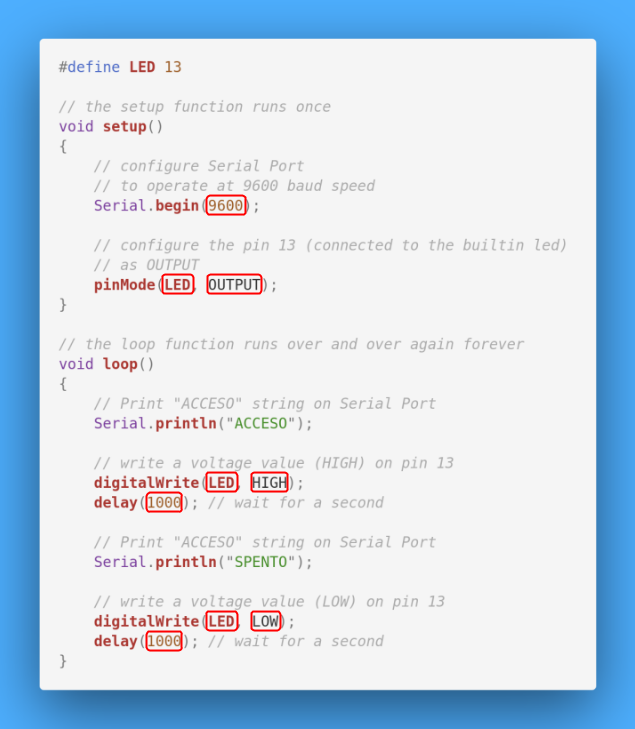 #define LED 13
// the setup function runs once
void setup()
{
// configure Serial Port
// to operate at 9600 baud speed
Serial.begin(9600);
// configure the pin 13 (connected to the builtin led)
// as OUTPUT
pinMode(LED, OUTPUT);
}
// the loop function runs over and over again forever
void loop()
{
// Print "ACCESO" string on Serial Port
Serial.println("ACCESO");
// write a voltage value (HIGH) on pin 13
digitalWrite(LED, HIGH);
delay(1000); // wait for a second
// Print "ACCESO" string on Serial Port
Serial.println("SPENTO");
// write a voltage value (LOW) on pin 13
digitalWrite(LED, LOW);
delay(1000); // wait for a second
}